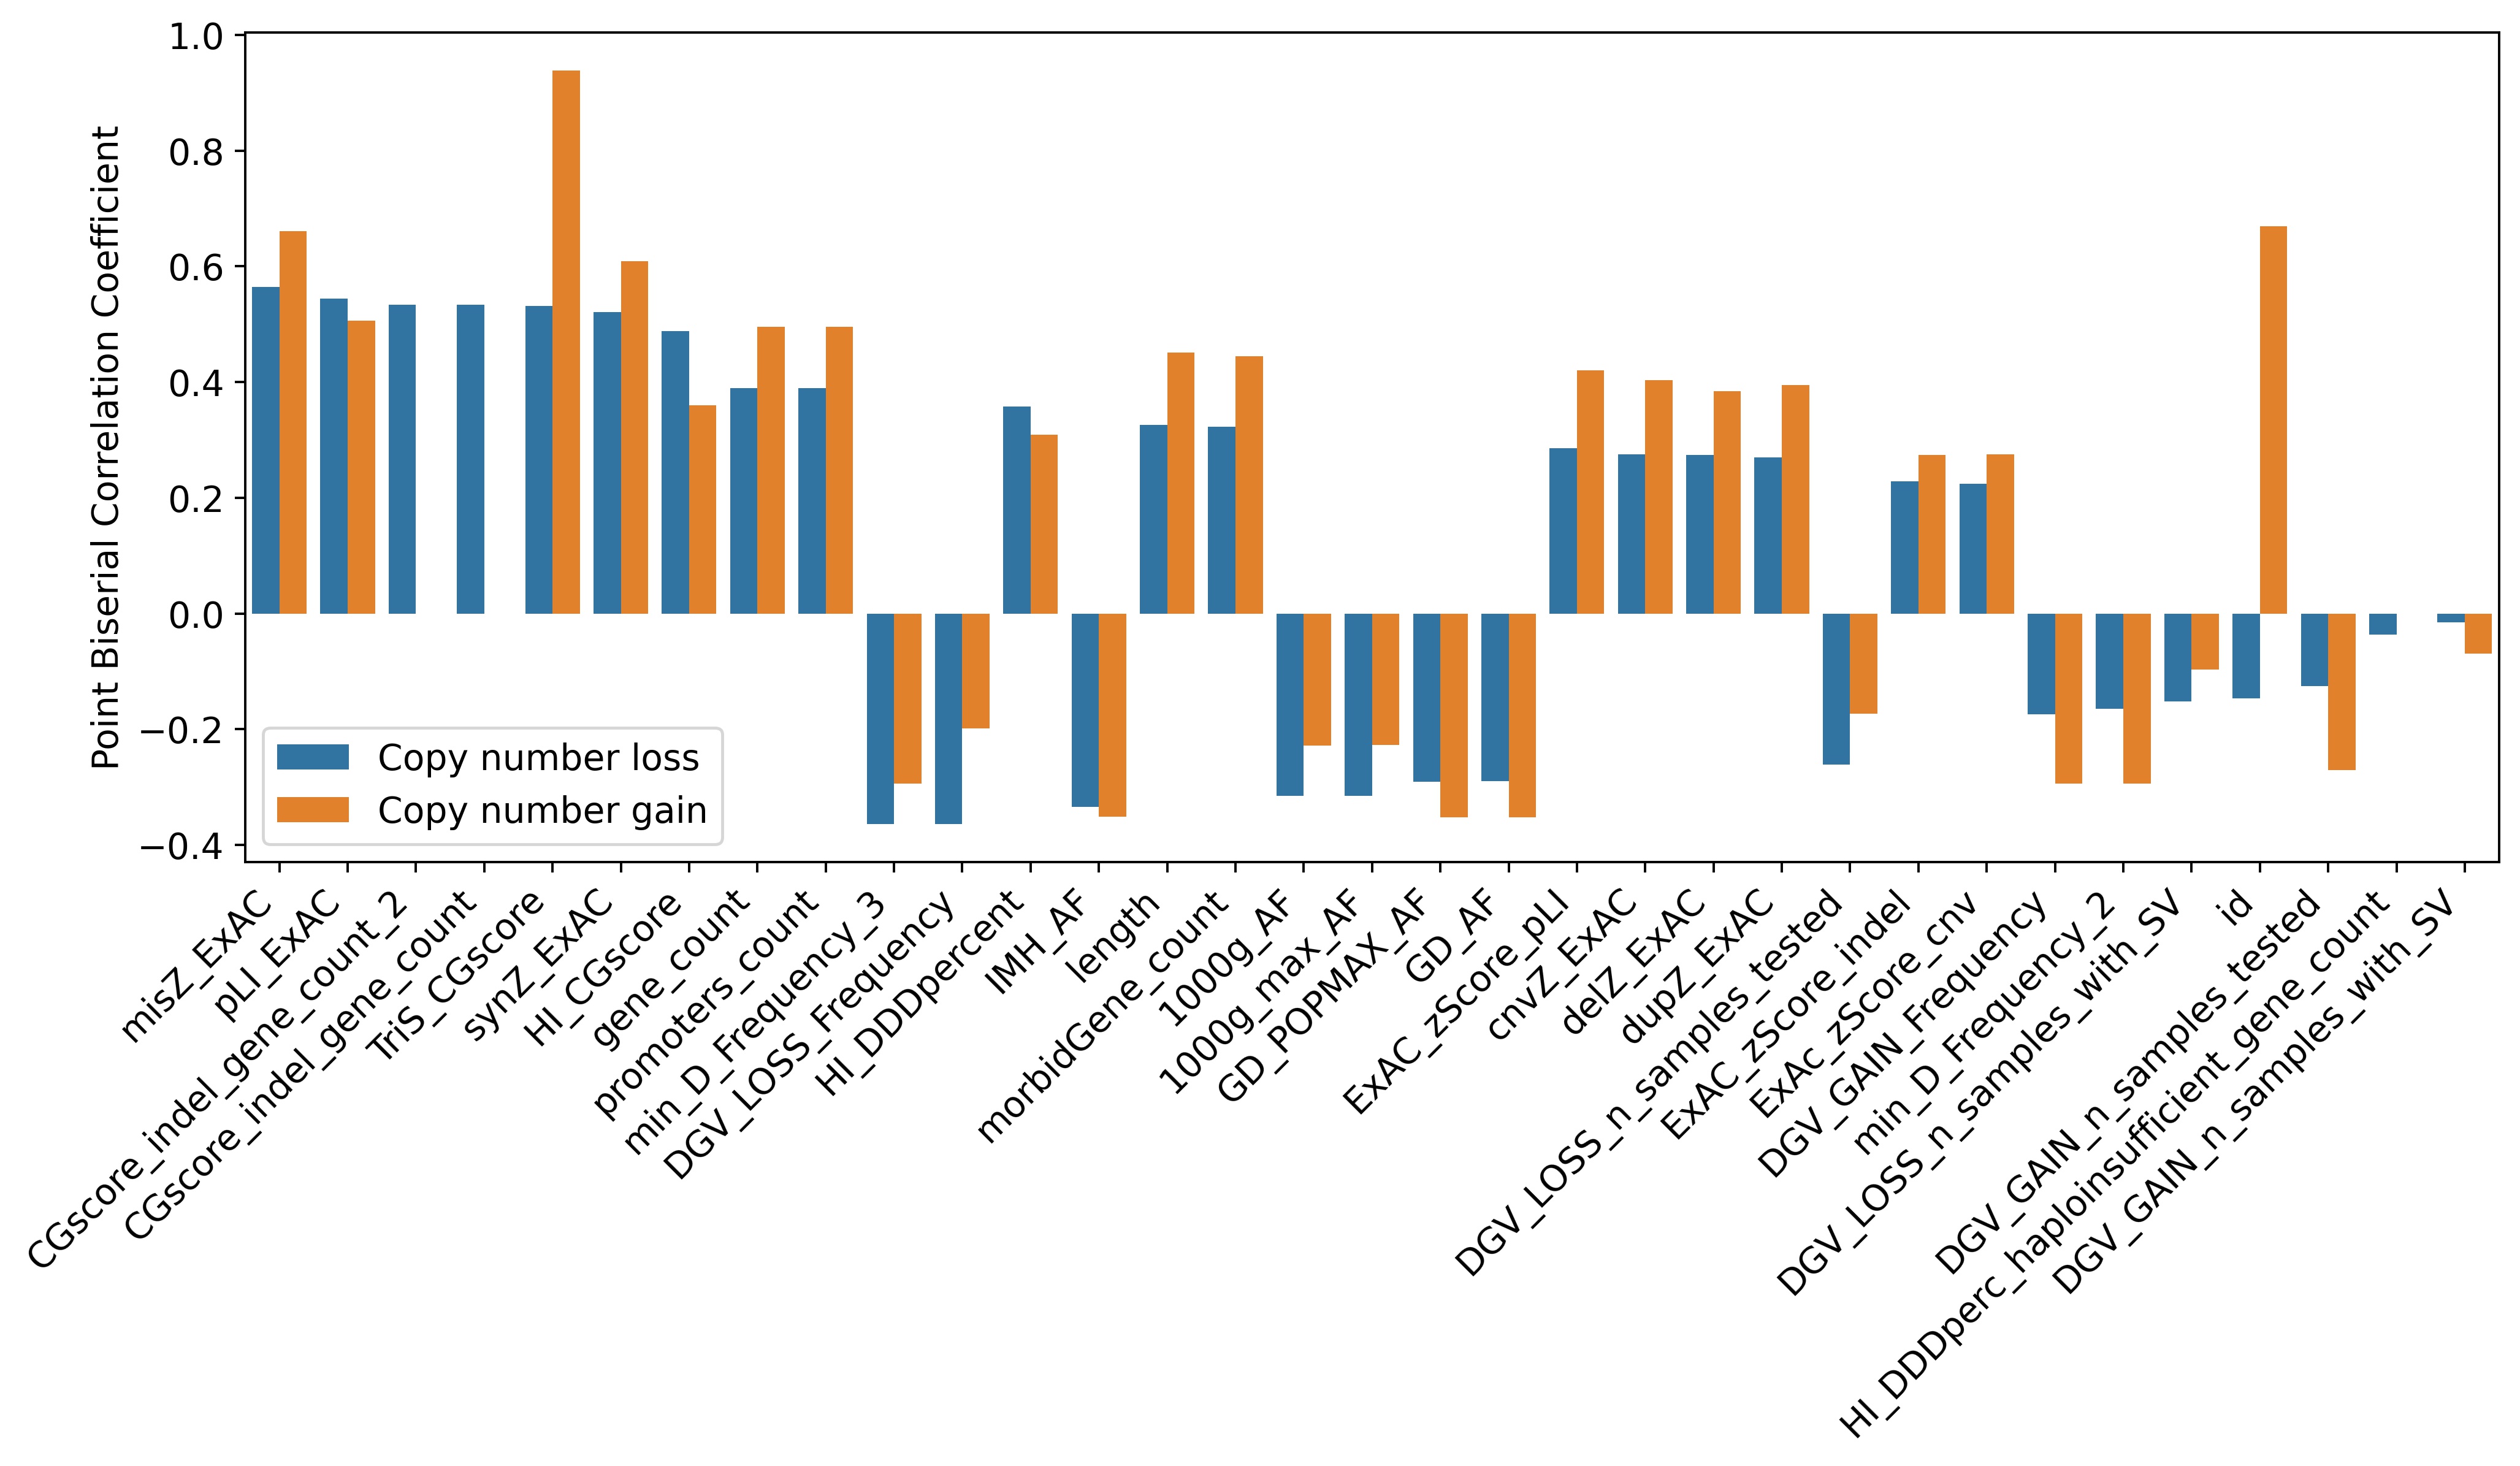 Point Biserial Correlation Coefficient
1.0
0.8
0.6
0.4
0.2
0.0
−0.2
−0.4
Copy number loss
Copy number gain
misZ_ExAC
pLI_ExAC
CGscore_indel_gene_count_2
CGscore_indel_gene_count
TriS_CGscore
synZ_ExAC
HI_CGscore
gene_count
promoters_count
min_D_Frequency_3
DGV_LOSS_Frequency
HI_DDDpercent
IMH_AF
length
morbidGene_count
1000g_AF
1000g_max_AF
GD_POPMAX_AF
GD_AF
ExAC_zScore_pLI
cnvZ_ExAC
delZ_ExAC
dupZ_ExAC
DGV_LOSS_n_samples_tested
ExAC_zScore_indel
ExAc_zScore_cnv
DGV_GAIN_Frequency
min_D_Frequency_2
DGV_LOSS_n_samples_with_SV
id
DGV_GAIN_n_samples_tested
HI_DDDperc_haploinsufficient_gene_count
DGV_GAIN_n_samples_with_SV